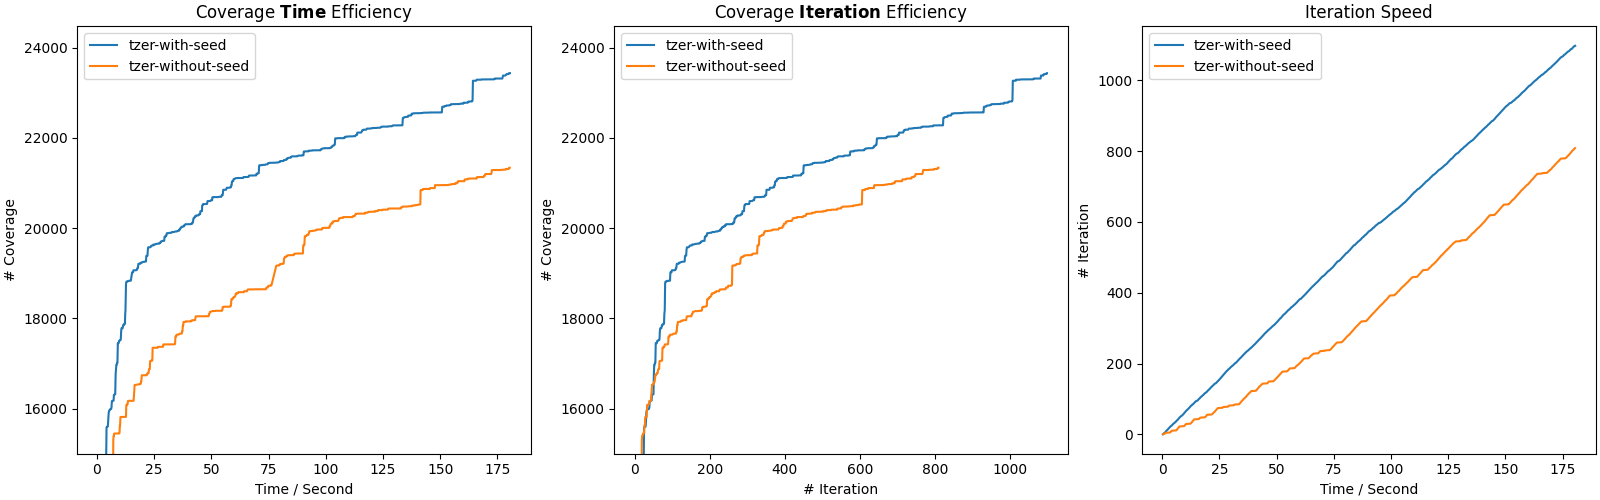 Coverage Time Efficiency
tzer-with-seed
tzer-without-seed
24000
22000
20000
18000
16000
# Coverage
0 25 50 75 100 125 150 175
Time / Second
Coverage Iteration Efficiency
tzer-with-seed
tzer-without-seed
24000
22000
20000
18000
16000
# Coverage
0 200 400 600 800 1000
# Iteration
Iteration Speed
tzer-with-seed
tzer-without-seed
1000
800
600
400
200
0
# Iteration
0 25 50 75 100 125 150 175
Time / Second